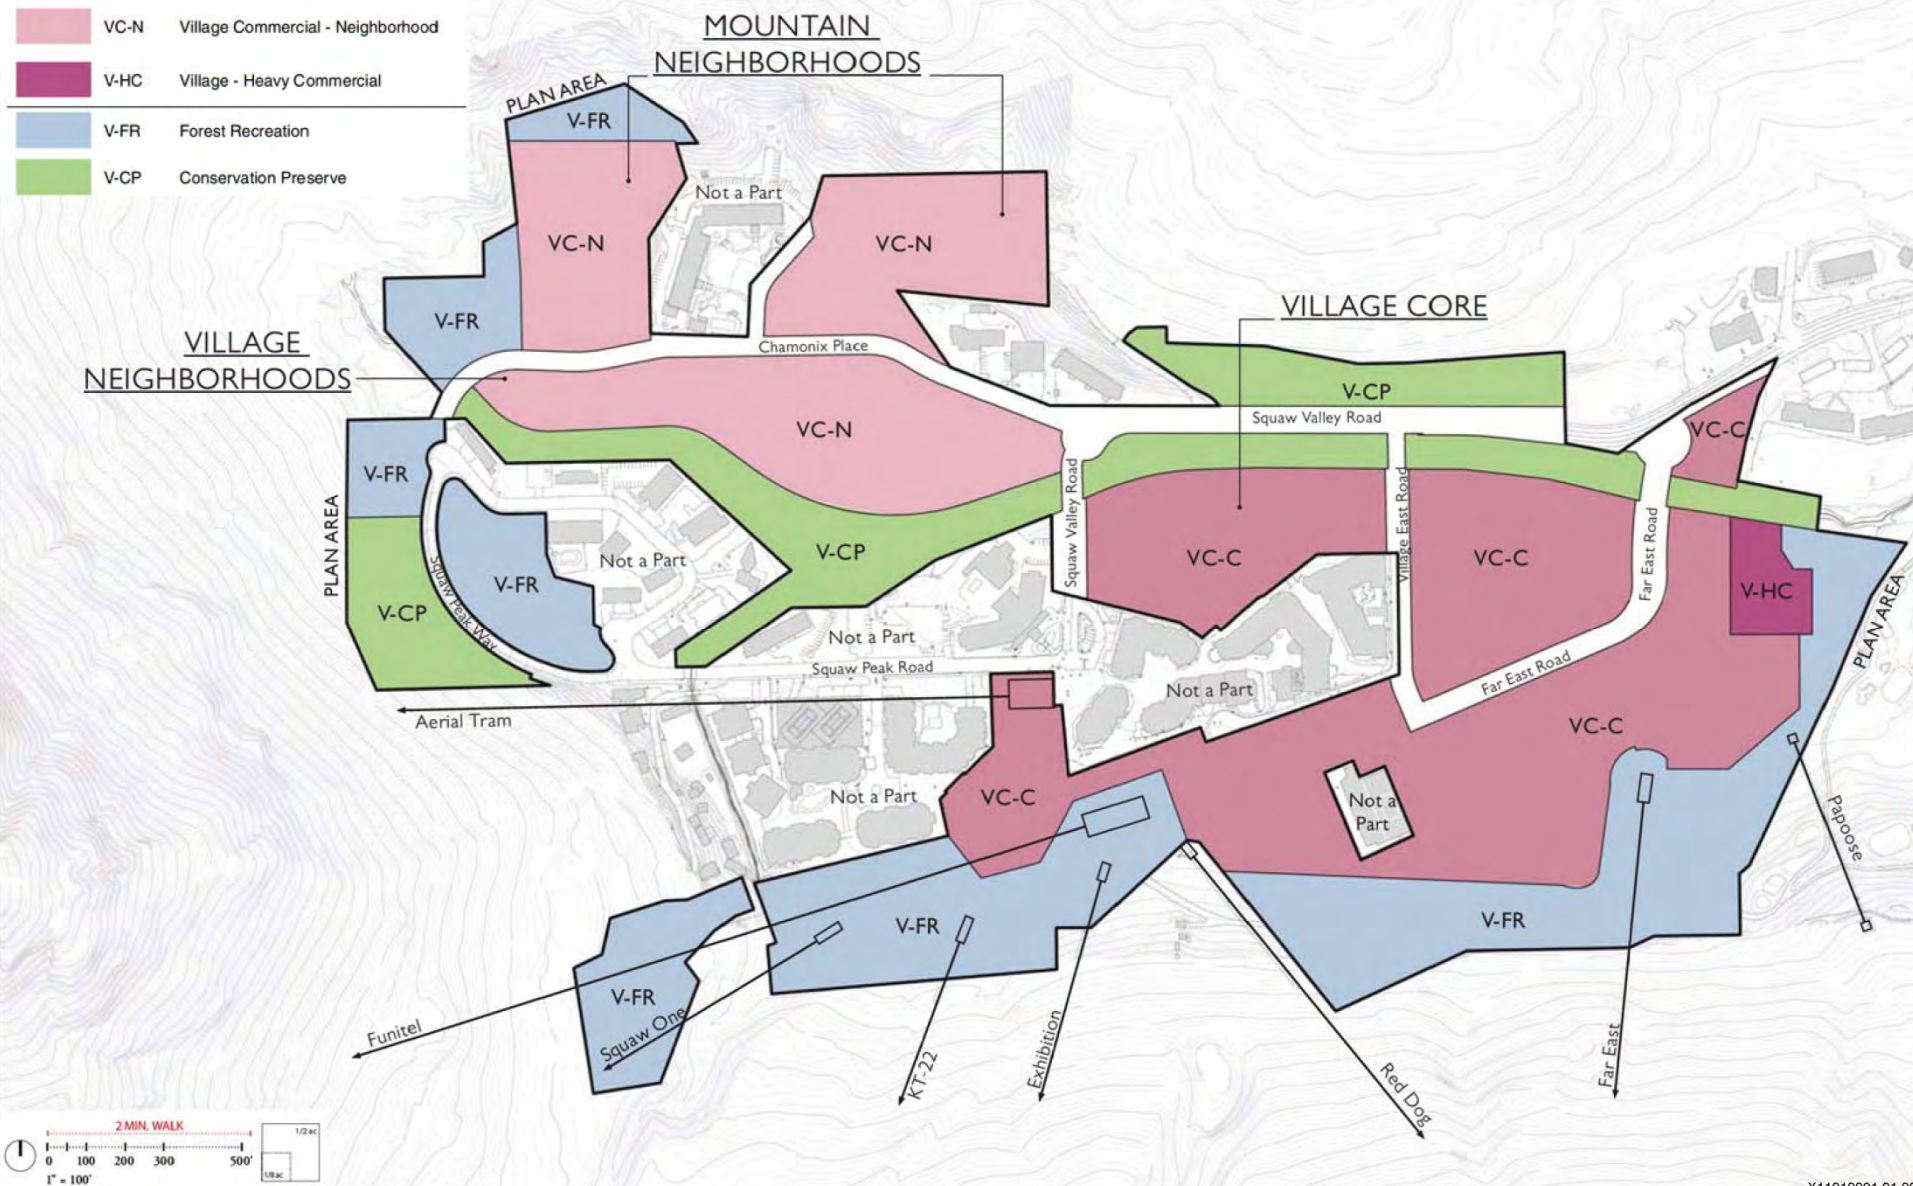 VC-N Village Commercial - Neighborhood
V-HC Village - Heavy Commercial
V-FR Forest Recreation
V-CP Conservation Preserve
MOUNTAIN
NEIGHBORHOODS
PLAN AREA
V-FR
Not a Part
VC-N
VC-N
V-FR
VILLAGE CORE
VILLAGE
NEIGHBORHOODS
Chamonix Place
V-CP
Squaw Valley Road
VC-N
VC-C
V-FR
PLAN AREA
Squaw Valley Road
Village East Road
Far East Road
V-CP
Not a Part
VC-C
VC-C
V-FR
Squaw Peak Way
V-HC
V-CP
PLAN AREA
Not a Part
Squaw Peak Road
Far East Road
Not a Part
Aerial Tram
VC-C
Not a Part
VC-C
Not a
Part
Papoose
V-FR
V-FR
V-FR
Funitel
Squaw One
KT-22
Exhibition
Red Dog
Far East
2 MIN. WALK
0 100 200 300 500'
1" = 100'
1/2 ac
1/8 ac